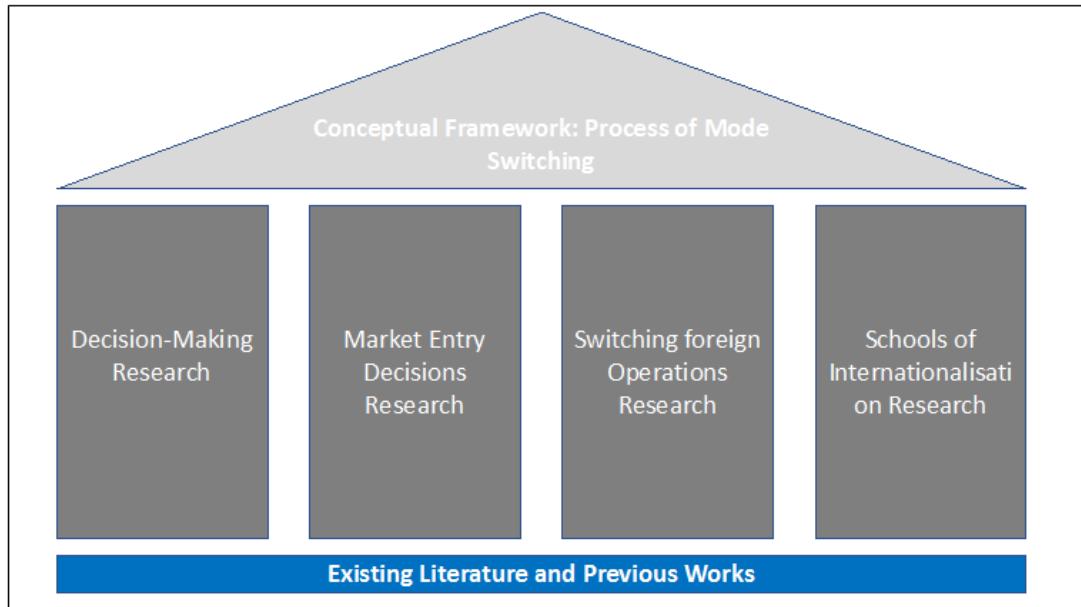 Conceptual Framework: Process of Mode
Switching
Decision-Making
Research
Market Entry
Decisions
Research
Switching foreign
Operations
Research
Schools of
Internationalisati
on Research
Existing Literature and Previous Works